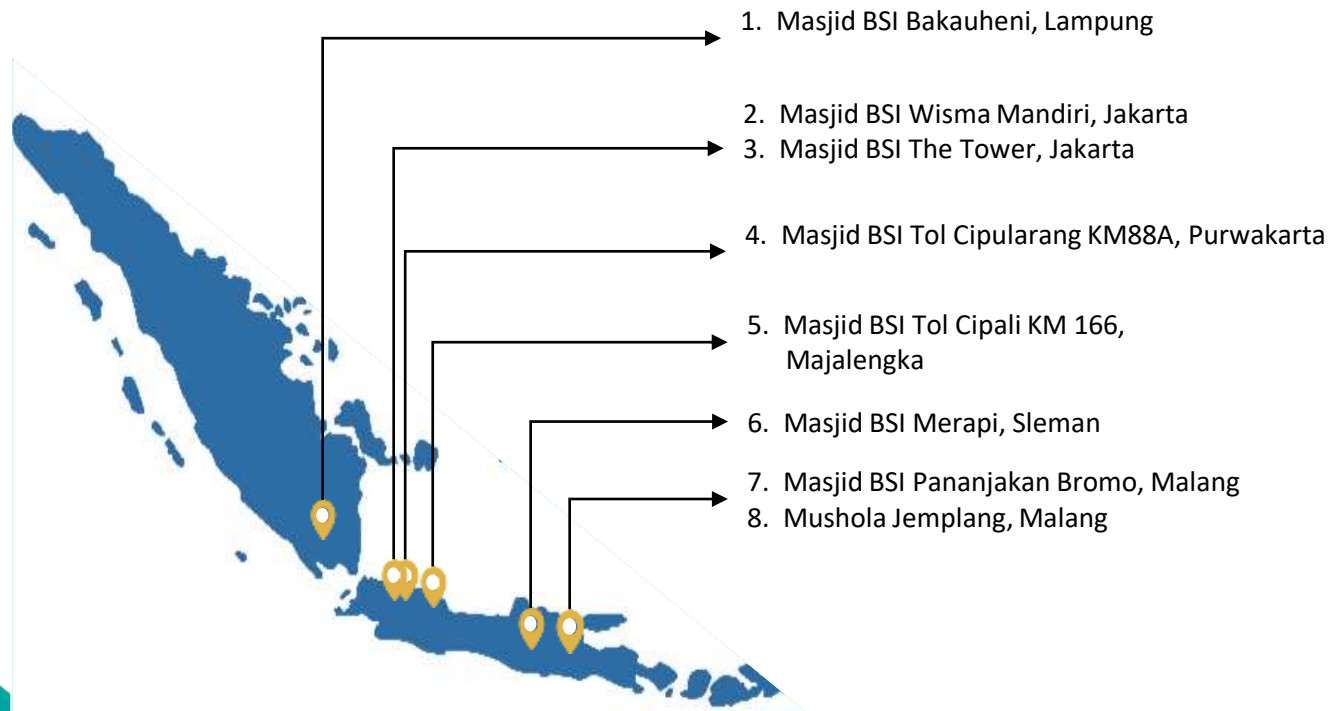 1. Masjid BSI Bakauheni, Lampung
2. Masjid BSI Wisma Mandiri, Jakarta
3. Masjid BSI The Tower, Jakarta
4. Masjid BSI Tol Cipularang KM88A, Purwakarta
5. Masjid BSI Tol Cipali KM 166,
Majalengka
6. Masjid BSI Merapi, Sleman
7. Masjid BSI Pananjakan Bromo, Malang
8. Mushola Jemplang, Malang